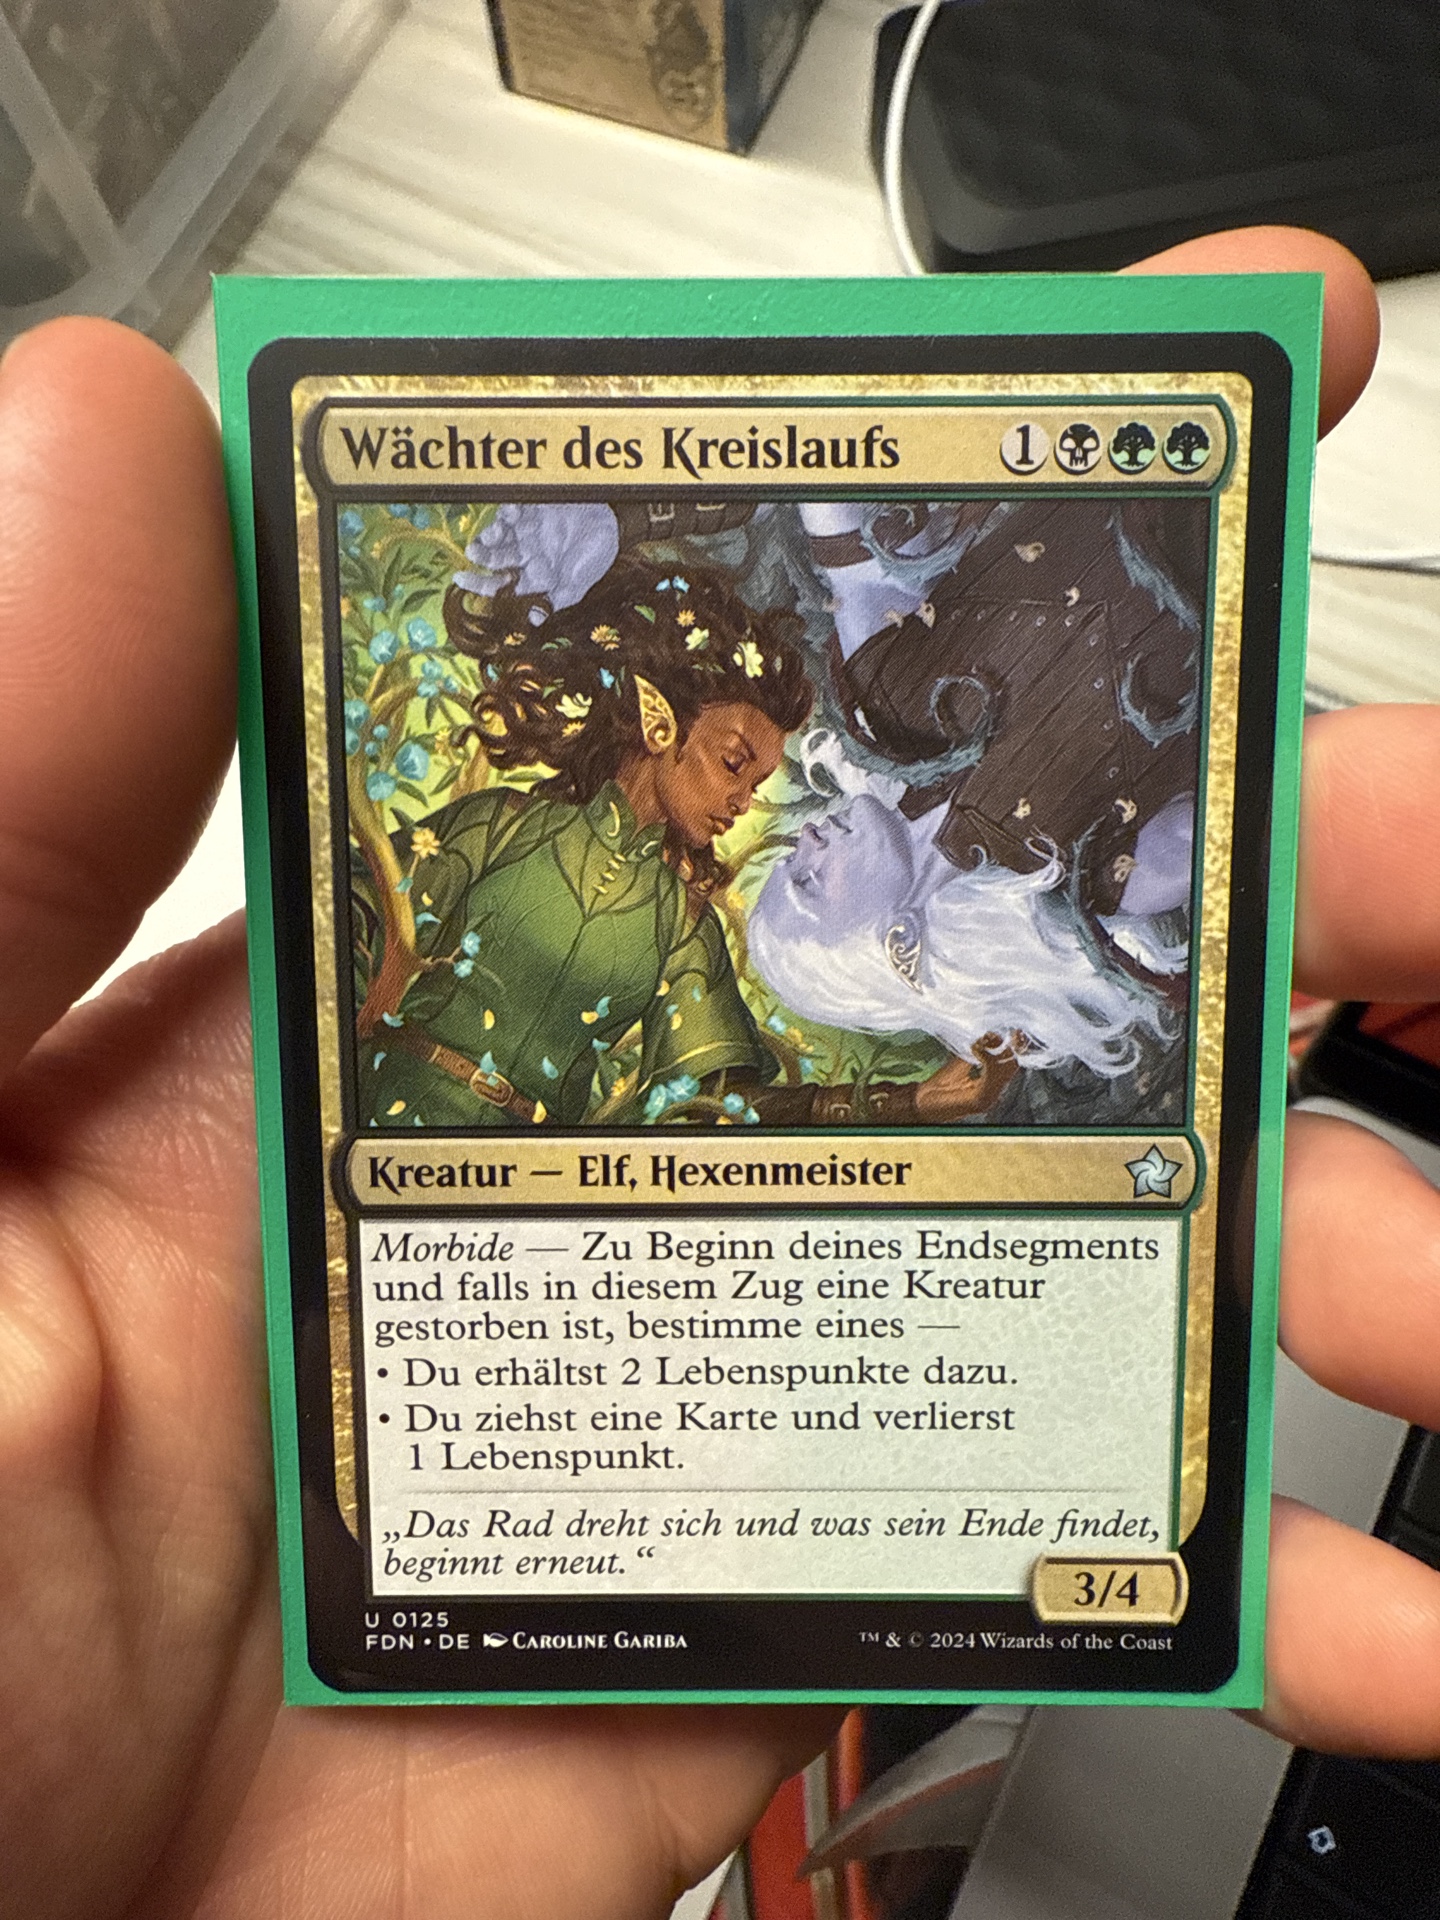 Wächter des Kreislaufs 1
Kreatur — Elf, Hexenmeister
Morbide — Zu Beginn deines Endsegments
und falls in diesem Zug eine Kreatur
gestorben ist, bestimme eines —
• Du erhältst 2 Lebenspunkte dazu.
• Du ziehst eine Karte und verlierst
1 Lebenspunkt.
„Das Rad dreht sich und was sein Ende findet,
beginnt erneut.“
3/4
U 0125
FDN • DE CAROLINE GARIBA
™ & © 2024 Wizards of the Coast